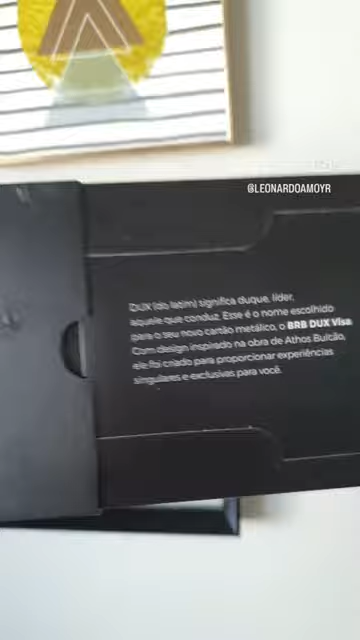 @LEONARDOAMOYR
DUX (do latim) significa duque, líder,
aquele que conduz. Esse é o nome escolhido
para o seu novo cartão metálico, o BRB DUX Visa.
Com design inspirado na obra de Athos Bulcão,
ele foi criado para proporcionar experiências
singulares e exclusivas para você.